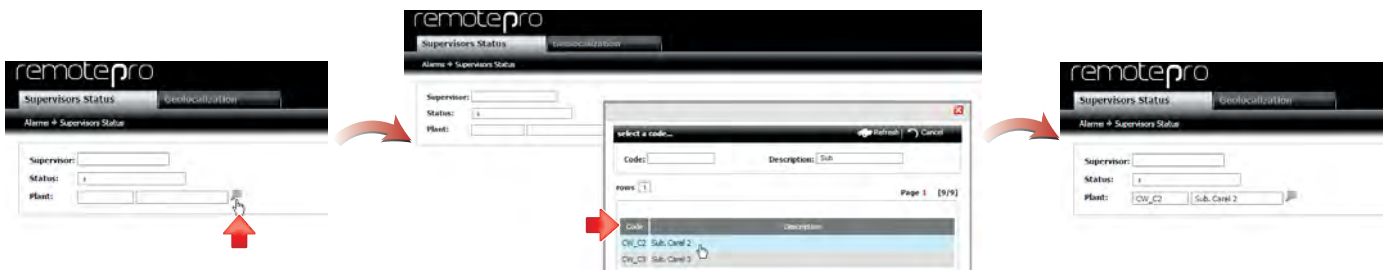 remotepro
Supervisors Status
Geolocalization
Alarms → Supervisors Status
Supervisor:
Status:
Plant:
remotepro
Supervisors Status
Geolocalization
Alarms → Supervisors Status
Supervisor:
Status:
Plant:
select a code...
Refresh
Cancel
Code:
Description: Sub
rows 1
Page 1 [9/9]
Code Description
CW_C2 Sub. Carel 2
CW_C3 Sub. Carel 3
remotepro
Supervisors Status
Geolocalization
Alarms → Supervisors Status
Supervisor:
Status:
Plant: CW_C2 Sub. Carel 2